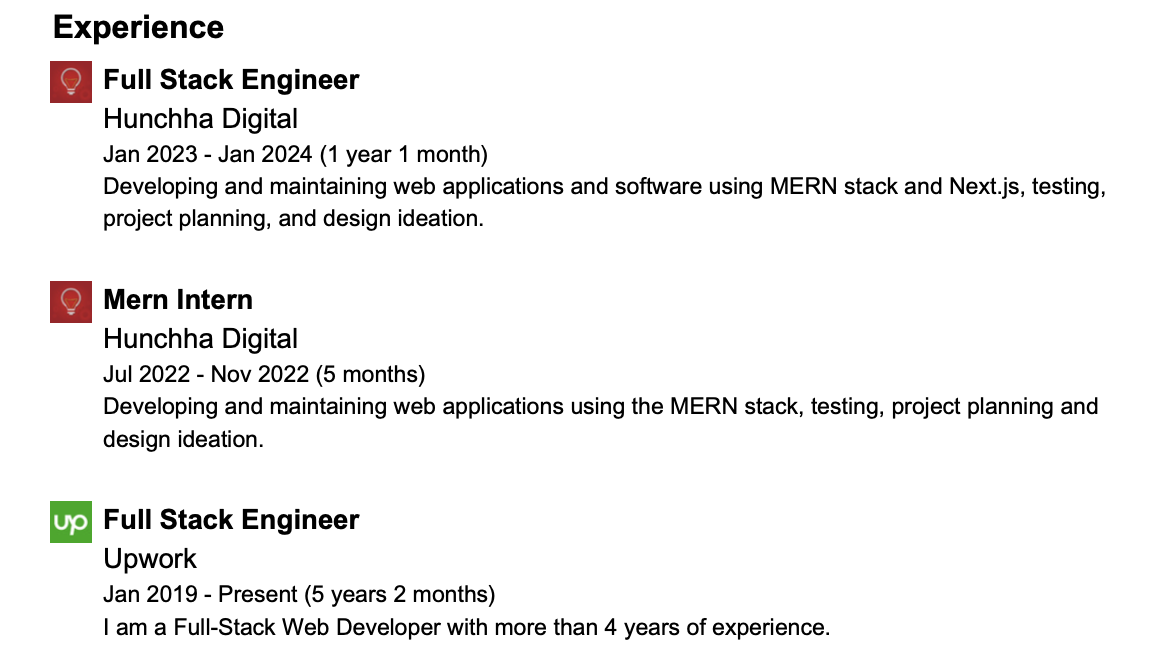 Experience
Full Stack Engineer
Hunchha Digital
Jan 2023 - Jan 2024 (1 year 1 month)
Developing and maintaining web applications and software using MERN stack and Next.js, testing,
project planning, and design ideation.
Mern Intern
Hunchha Digital
Jul 2022 - Nov 2022 (5 months)
Developing and maintaining web applications using the MERN stack, testing, project planning and
design ideation.
up
Full Stack Engineer
Upwork
Jan 2019 - Present (5 years 2 months)
I am a Full-Stack Web Developer with more than 4 years of experience.